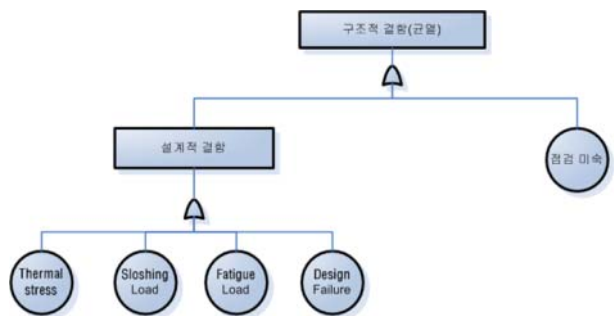 구조적 결함(균열)
설계적 결함
점검 미숙
Thermal
stress
Sloshing
Load
Fatigue
Load
Design
Failure